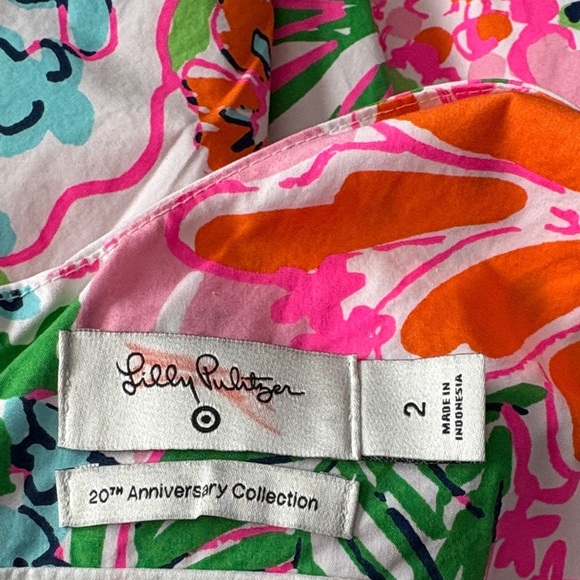 Lilly Pulitzer
2
MADE IN
INDONESIA
20TH Anniversary Collection